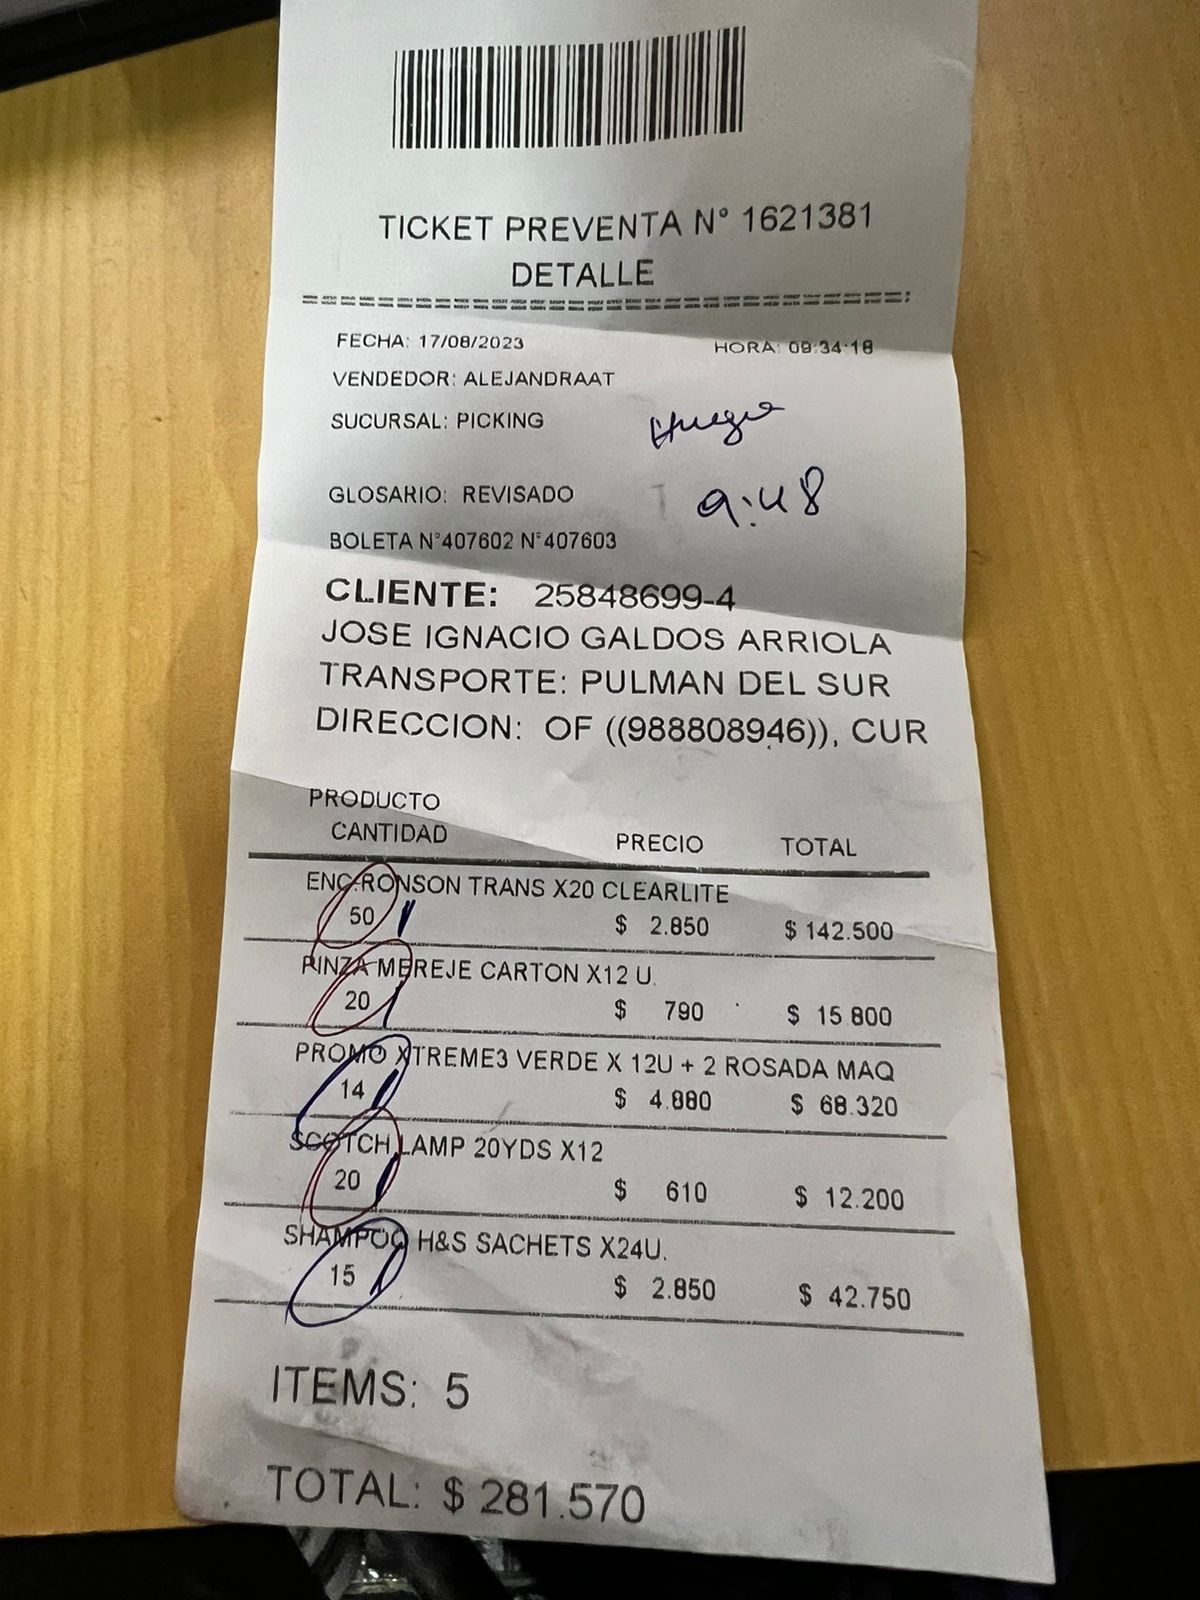 TICKET PREVENTA N° 1621381
DETALLE
FECHA: 17/08/2023 HORA: 09:34:18
VENDEDOR: ALEJANDRAAT
SUCURSAL: PICKING
GLOSARIO: REVISADO
9:48
BOLETA N°407602 N°407603
CLIENTE: 25848699-4
JOSE IGNACIO GALDOS ARRIOLA
TRANSPORTE: PULMAN DEL SUR
DIRECCION: OF ((988808946)), CUR
PRODUCTO
CANTIDAD PRECIO TOTAL
ENC.RONSON TRANS X20 CLEARLITE
50 $ 2.850 $ 142.500
PINZA MEREJE CARTON X12 U.
20 $ 790 $ 15.800
PROMO XTREME3 VERDE X 12U + 2 ROSADA MAQ
14 $ 4.880 $ 68.320
SCOTCH LAMP 20YDS X12
20 $ 610 $ 12.200
SHAMPOO H&S SACHETS X24U.
15 $ 2.850 $ 42.750
ITEMS: 5
TOTAL: $ 281.570